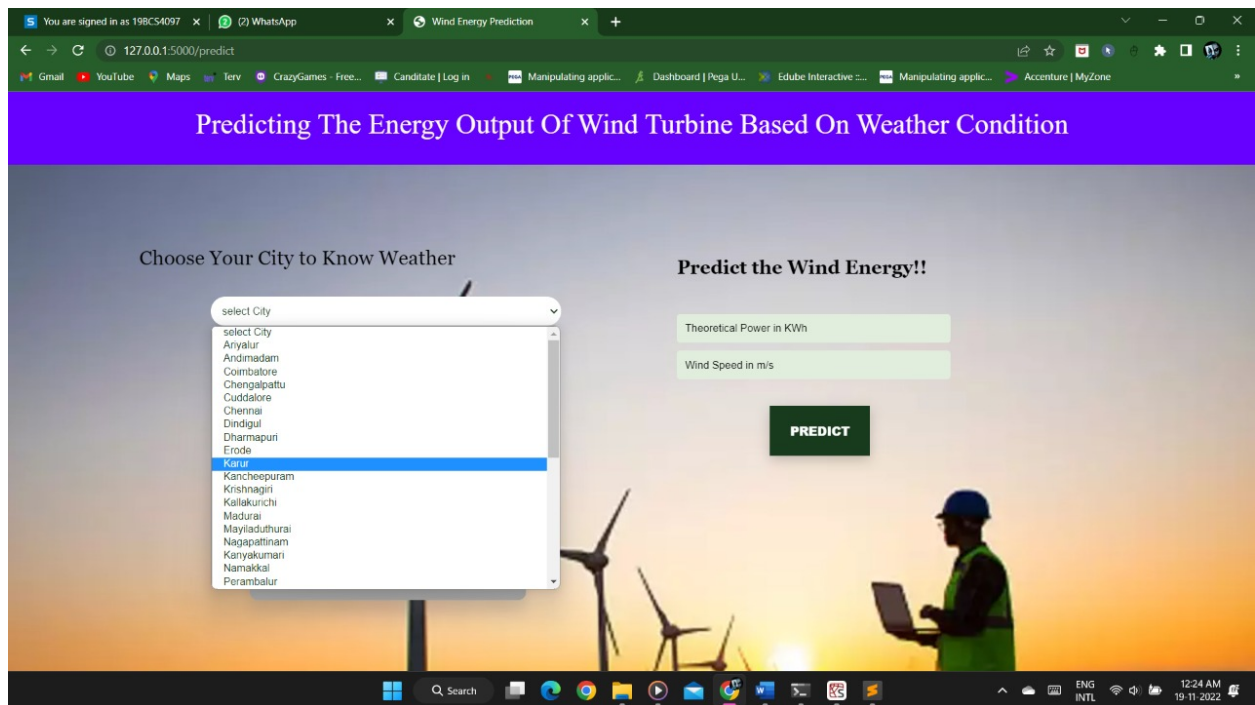 You are signed in as 19BCS4097
(2) WhatsApp
Wind Energy Prediction
127.0.0.1:5000/predict
Gmail
YouTube
Maps
Terv
CrazyGames - Free...
Canditate | Log in
Manipulating applic...
Dashboard | Pega U...
Edube Interactive ::...
Manipulating applic...
Accenture | MyZone
Predicting The Energy Output Of Wind Turbine Based On Weather Condition
Choose Your City to Know Weather
select City
select City
Ariyalur
Andimadam
Coimbatore
Chengalpattu
Cuddalore
Chennai
Dindigul
Dharmapuri
Erode
Karur
Kancheepuram
Krishnagiri
Kallakurichi
Madurai
Mayiladuthurai
Nagapattinam
Kanyakumari
Namakkal
Perambalur
Predict the Wind Energy!!
Theoretical Power in KWh
Wind Speed in m/s
PREDICT
Search
ENG
INTL
12:24 AM
19-11-2022